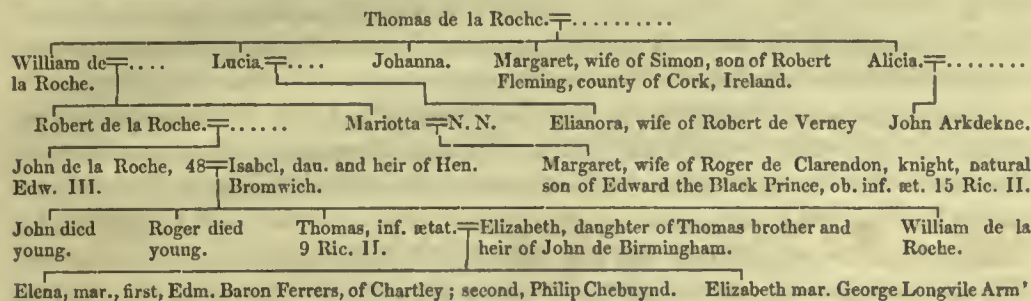 Thomas de la Roche.═..........
William de═....
la Roche.
Lucia.═....
Johanna.
Margaret, wife of Simon, son of Robert
Fleming, county of Cork, Ireland.
Alicia.═........
Robert de la Roche.═......
Mariotta═N. N.
Elianora, wife of Robert de Verney
John Arkdekne.
John de la Roche, 48═Isabel, dau. and heir of Hen.
Edw. III.
Bromwich.
Margaret, wife of Roger de Clarendon, knight, natural
son of Edward the Black Prince, ob. inf. æt. 15 Ric. II.
John died
young.
Roger died
young.
Thomas, inf. ætat.═Elizabeth, daughter of Thomas brother and
9 Ric. II.
heir of John de Birmingham.
William de la
Roche.
Elena, mar., first, Edm. Baron Ferrers, of Chartley ; second, Philip Chebuynd.
Elizabeth mar. George Longvile Arm'